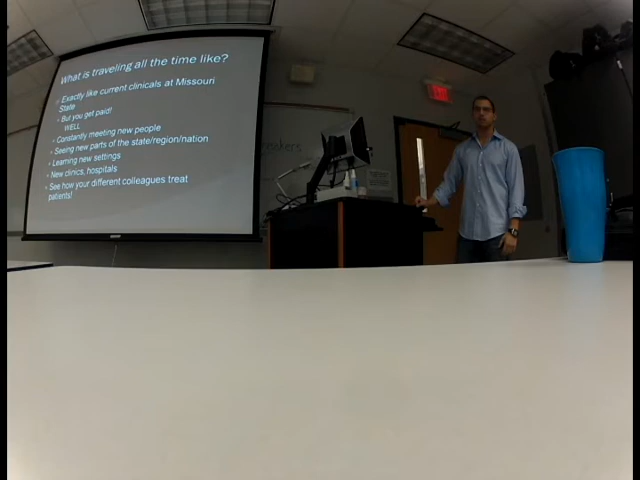 What is traveling all the time like?
Exactly like current clinicals at Missouri
State
But you get paid!
WELL
Constantly meeting new people
Seeing new parts of the state/region/nation
Learning new settings
New clinics, hospitals
See how your different colleagues treat
patients!
EXIT